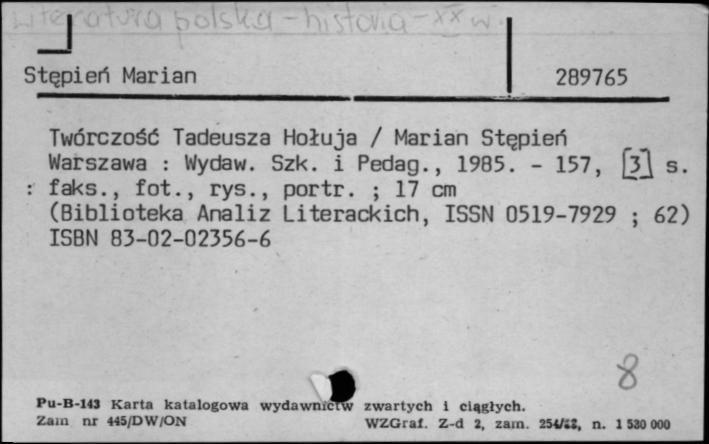 Literatura polska - historia - XX w.
Stępień Marian 289765
Twórczość Tadeusza Hołuja / Marian Stępień
Warszawa : Wydaw. Szk. i Pedag., 1985. - 157, [3] s.
: faks., fot., rys., portr. ; 17 cm
(Biblioteka Analiz Literackich, ISSN 0519-7929 ; 62)
ISBN 83-02-02356-6
8
Pu-B-143 Karta katalogowa wydawnictw zwartych i ciągłych.
Zam nr 445/DW/ON WZGraf. Z-d 2, zam. n. 1 530 000